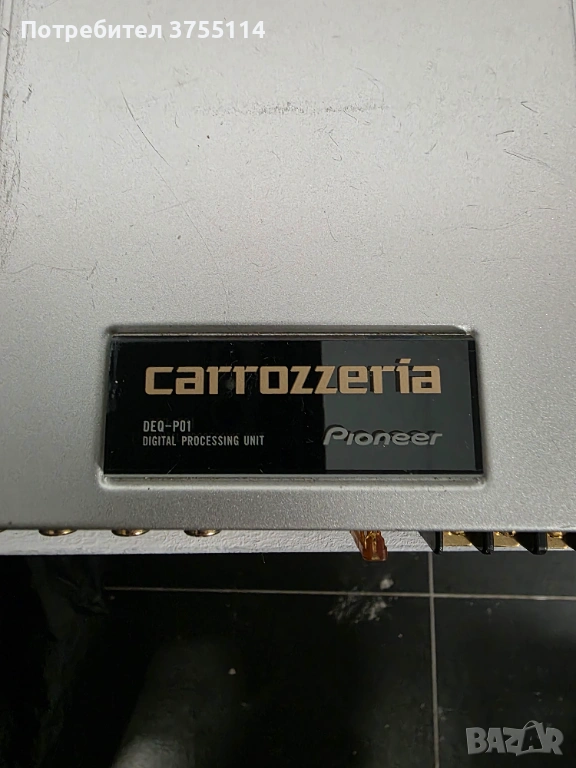 Потребител 3755114
carrozzeria
DEQ-P01
DIGITAL PROCESSING UNIT
Pioneer
BAZAR